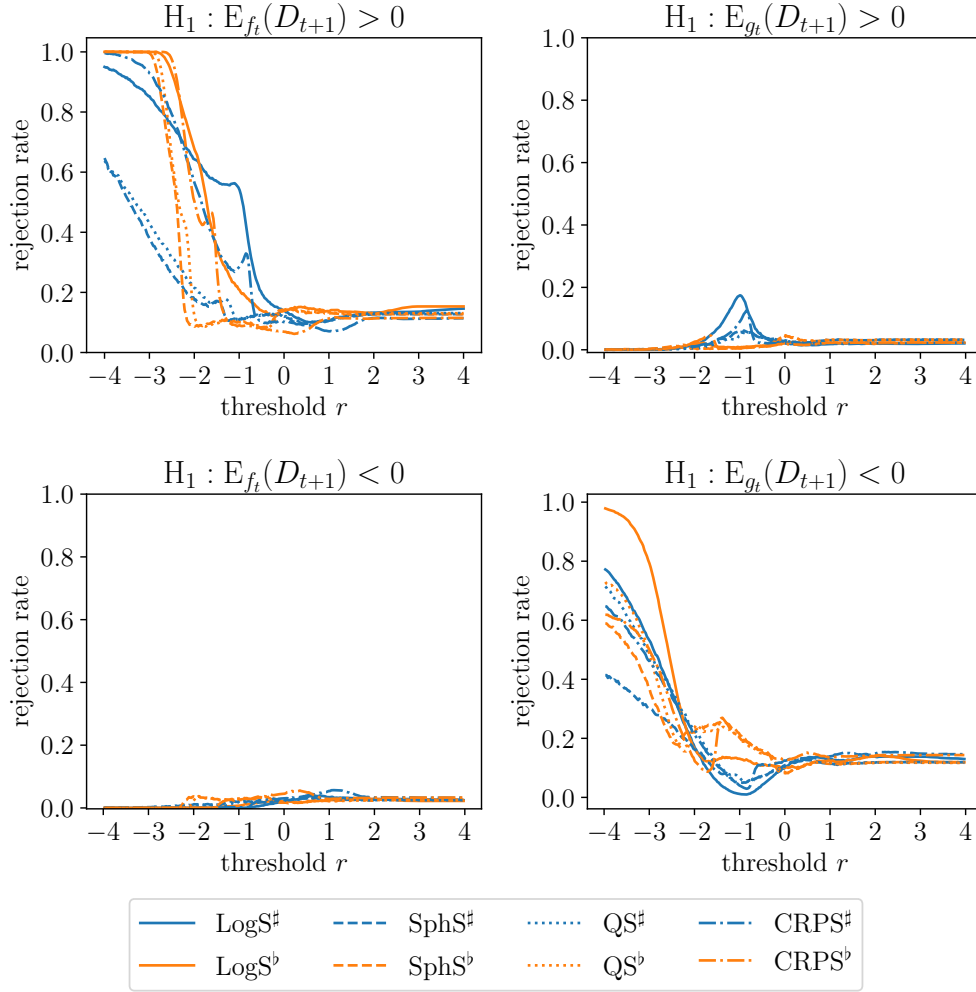 H₁ : E_{f_t}(D_{t+1}) > 0
1.0
0.8
0.6
0.4
0.2
0.0
rejection rate
−4 −3 −2 −1 0 1 2 3 4
threshold r
H₁ : E_{g_t}(D_{t+1}) > 0
1.0
0.8
0.6
0.4
0.2
0.0
rejection rate
−4 −3 −2 −1 0 1 2 3 4
threshold r
H₁ : E_{f_t}(D_{t+1}) < 0
1.0
0.8
0.6
0.4
0.2
0.0
rejection rate
−4 −3 −2 −1 0 1 2 3 4
threshold r
H₁ : E_{g_t}(D_{t+1}) < 0
1.0
0.8
0.6
0.4
0.2
0.0
rejection rate
−4 −3 −2 −1 0 1 2 3 4
threshold r
LogS♯ SphS♯ QS♯ CRPS♯
LogS♭ SphS♭ QS♭ CRPS♭